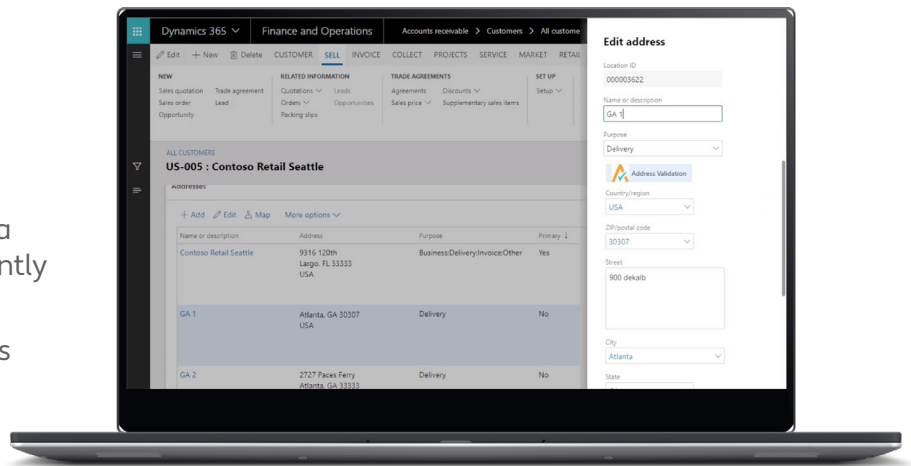 a
ntly
s
Dynamics 365
Finance and Operations
Accounts receivable > Customers > All custome
Edit
+ New
Delete
CUSTOMER
SELL
INVOICE
COLLECT
PROJECTS
SERVICE
MARKET
RETAIL
NEW
Sales quotation
Trade agreement
Sales order
Lead
Opportunity
RELATED INFORMATION
Quotations
Leads
Orders
Opportunities
Packing slips
TRADE AGREEMENTS
Agreements
Discounts
Sales price
Supplementary sales items
SET UP
Setup
ALL CUSTOMERS
US-005 : Contoso Retail Seattle
Addresses
+ Add
Edit
Map
More options
Name or description
Address
Purpose
Primary ↓
Contoso Retail Seattle
9316 120th
Largo, FL 33333
USA
Business;Delivery;Invoice;Other
Yes
GA 1
Atlanta, GA 30307
USA
Delivery
No
GA 2
2727 Paces Ferry
Atlanta, GA 33333
Delivery
No
Edit address
Location ID
000003622
Name or description
GA 1
Purpose
Delivery
Address Validation
Country/region
USA
ZIP/postal code
30307
Street
900 dekalb
City
Atlanta
State